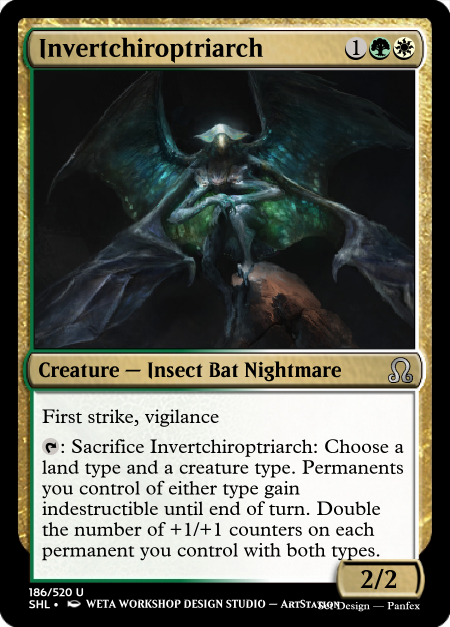 Invertchiroptriarch 1
Creature — Insect Bat Nightmare
First strike, vigilance
: Sacrifice Invertchiroptriarch: Choose a
land type and a creature type. Permanents
you control of either type gain
indestructible until end of turn. Double
the number of +1/+1 counters on each
permanent you control with both types.
2/2
186/520 U
SHL • WETA WORKSHOP DESIGN STUDIO — ARTSTATION
Set Design — Panfex